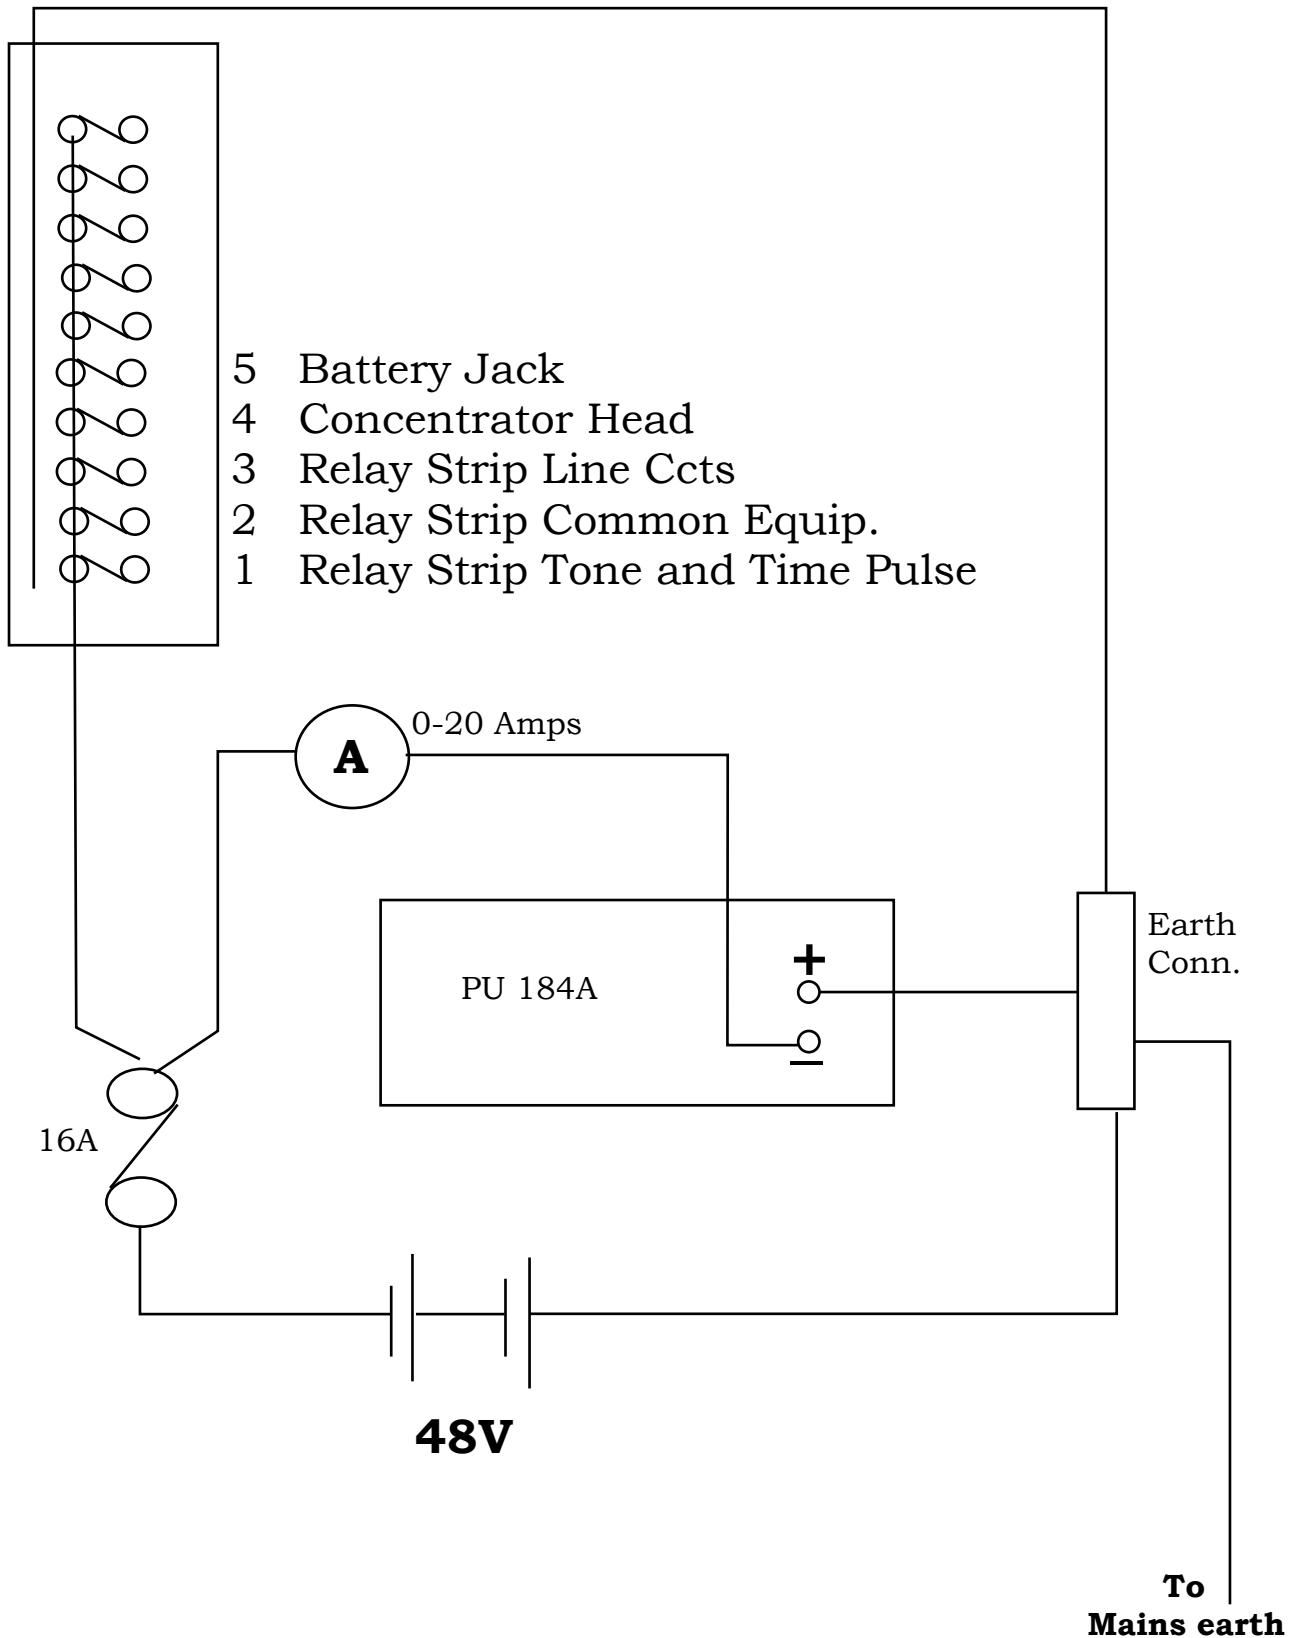 5 Battery Jack
4 Concentrator Head
3 Relay Strip Line Ccts
2 Relay Strip Common Equip.
1 Relay Strip Tone and Time Pulse
0-20 Amps
A
Earth
Conn.
+
PU 184A
–
16A
48V
To
Mains earth